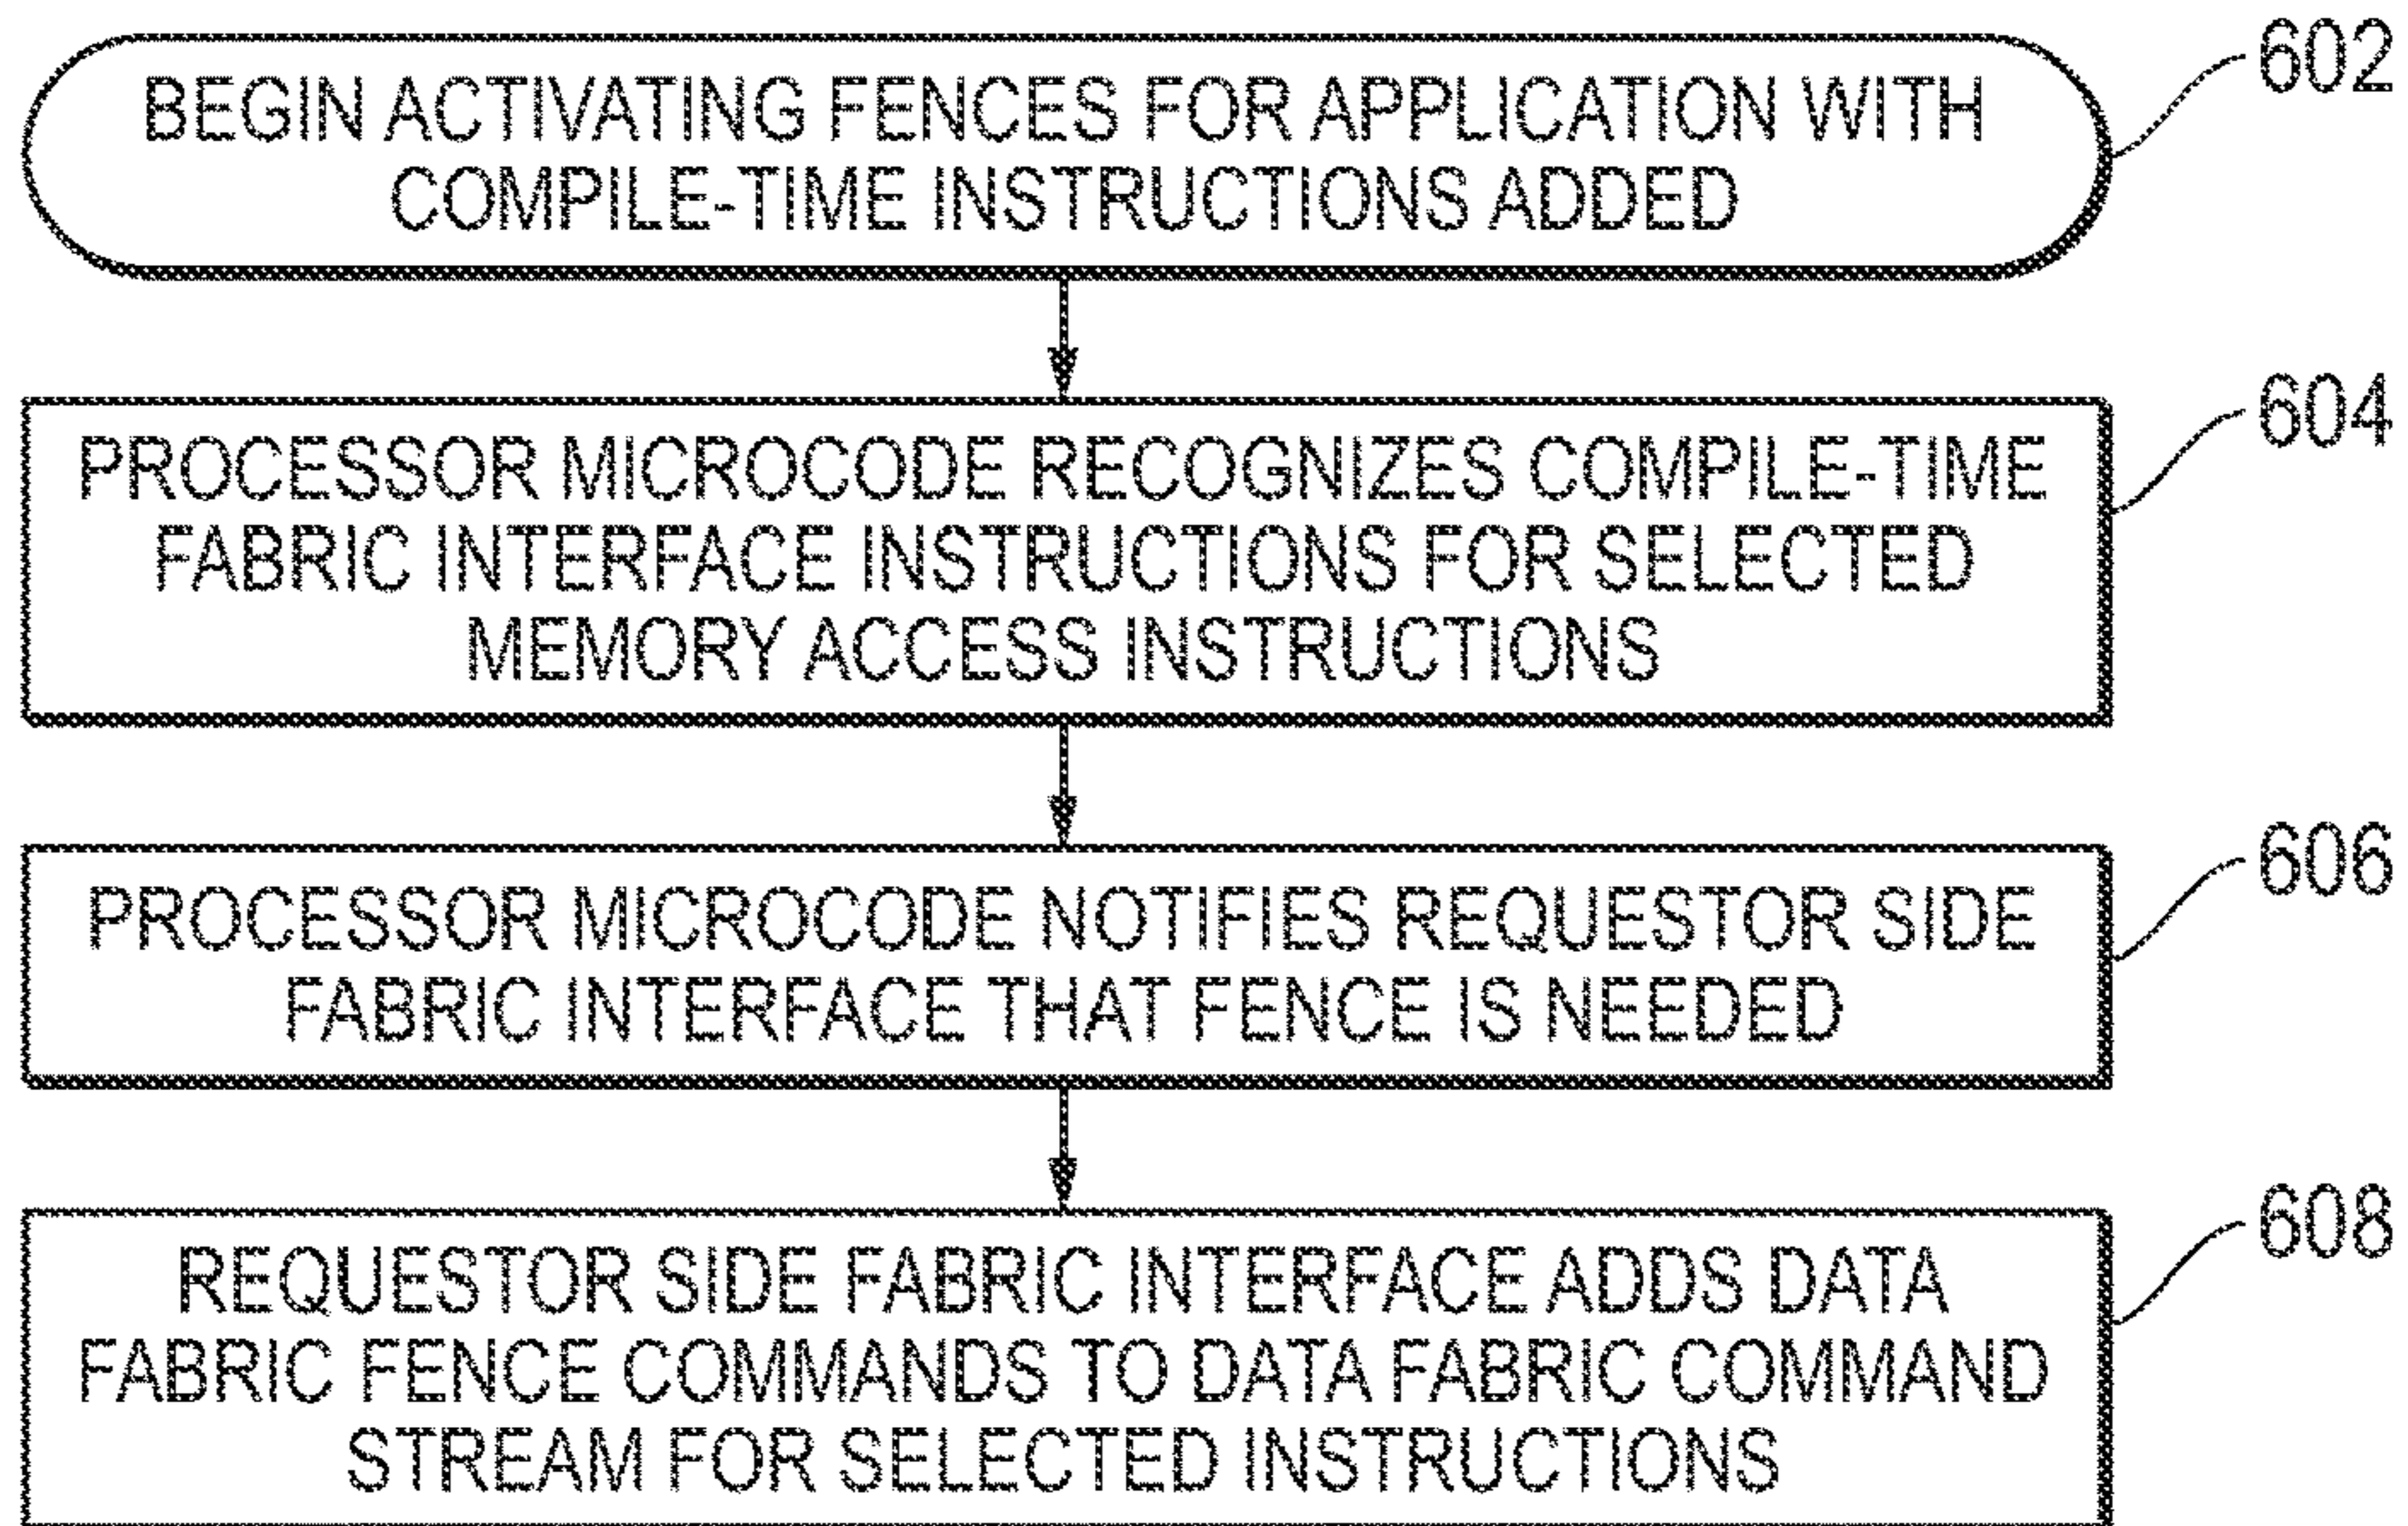 BEGIN ACTIVATING FENCES FOR APPLICATION WITH
COMPILE-TIME INSTRUCTIONS ADDED
602
PROCESSOR MICROCODE RECOGNIZES COMPILE-TIME
FABRIC INTERFACE INSTRUCTIONS FOR SELECTED
MEMORY ACCESS INSTRUCTIONS
604
PROCESSOR MICROCODE NOTIFIES REQUESTOR SIDE
FABRIC INTERFACE THAT FENCE IS NEEDED
606
REQUESTOR SIDE FABRIC INTERFACE ADDS DATA
FABRIC FENCE COMMANDS TO DATA FABRIC COMMAND
STREAM FOR SELECTED INSTRUCTIONS
608